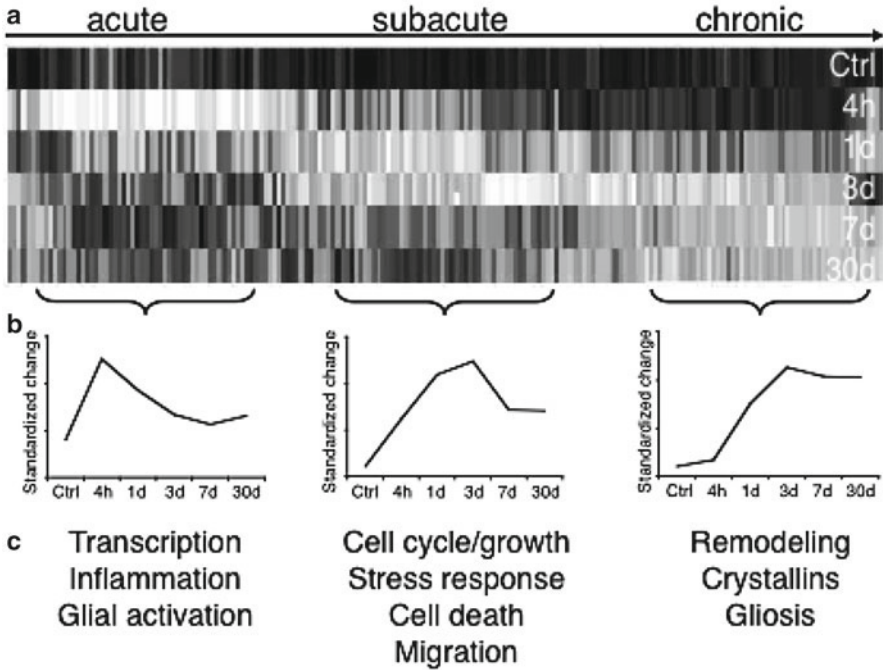 a
acute subacute chronic
Ctrl
4h
1d
3d
7d
30d
b
Standardized change
Ctrl 4h 1d 3d 7d 30d
Standardized change
Ctrl 4h 1d 3d 7d 30d
Standardized change
Ctrl 4h 1d 3d 7d 30d
c
Transcription
Inflammation
Glial activation
Cell cycle/growth
Stress response
Cell death
Migration
Remodeling
Crystallins
Gliosis